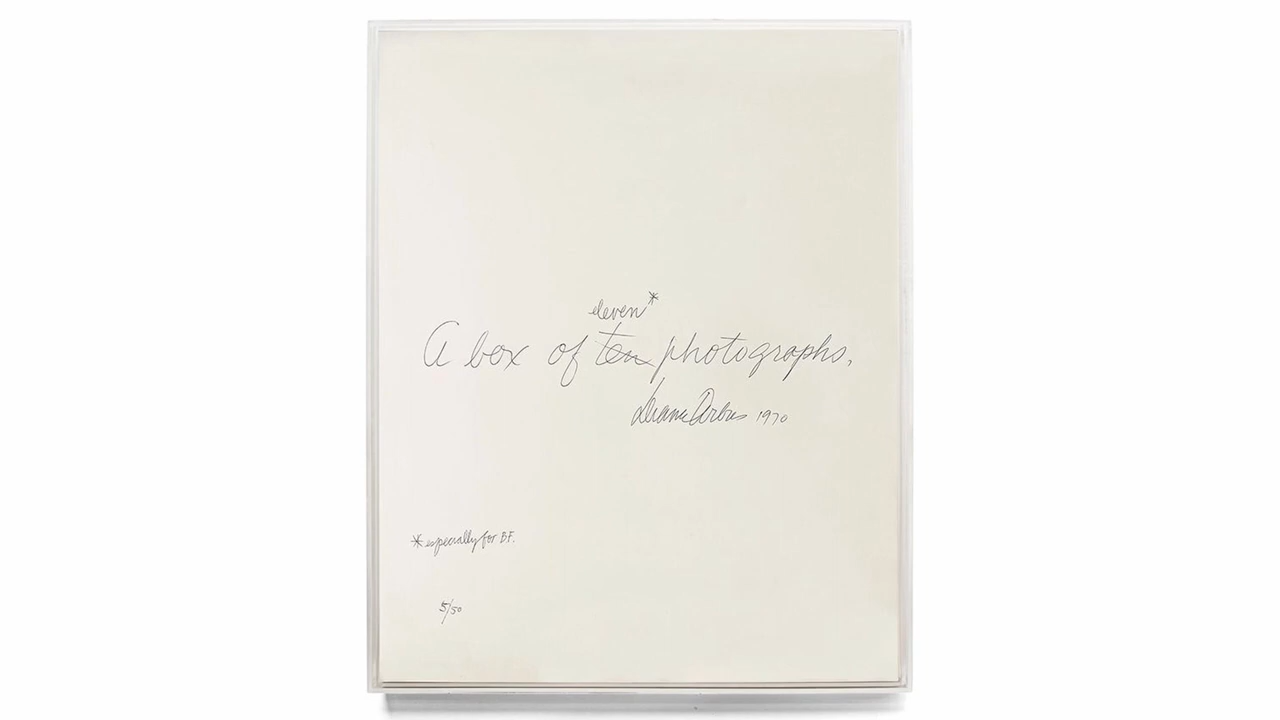 eleven*
A box of ten photographs,
Diane Arbus 1970
*especially for B.F.
5/50